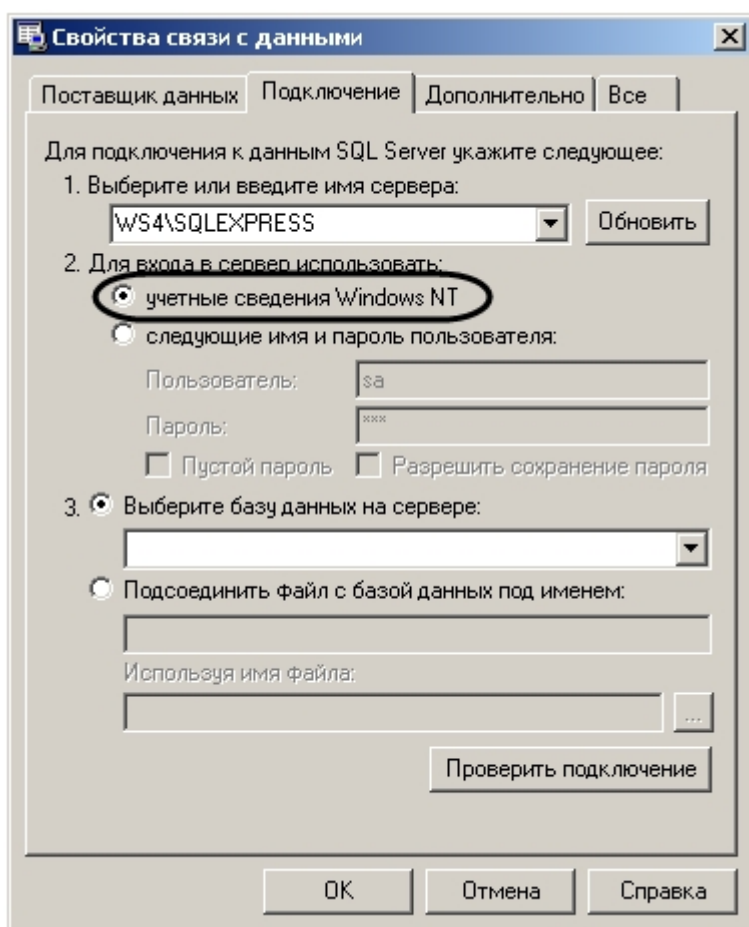 Свойства связи с данными
Поставщик данных Подключение Дополнительно Все
Для подключения к данным SQL Server укажите следующее:
1. Выберите или введите имя сервера:
WS4\SQLEXPRESS Обновить
2. Для входа в сервер использовать:
учетные сведения Windows NT
следующие имя и пароль пользователя:
Пользователь: sa
Пароль: ***
Пустой пароль Разрешить сохранение пароля
3. Выберите базу данных на сервере:
Подсоединить файл с базой данных под именем:
Используя имя файла:
...
Проверить подключение
OK Отмена Справка